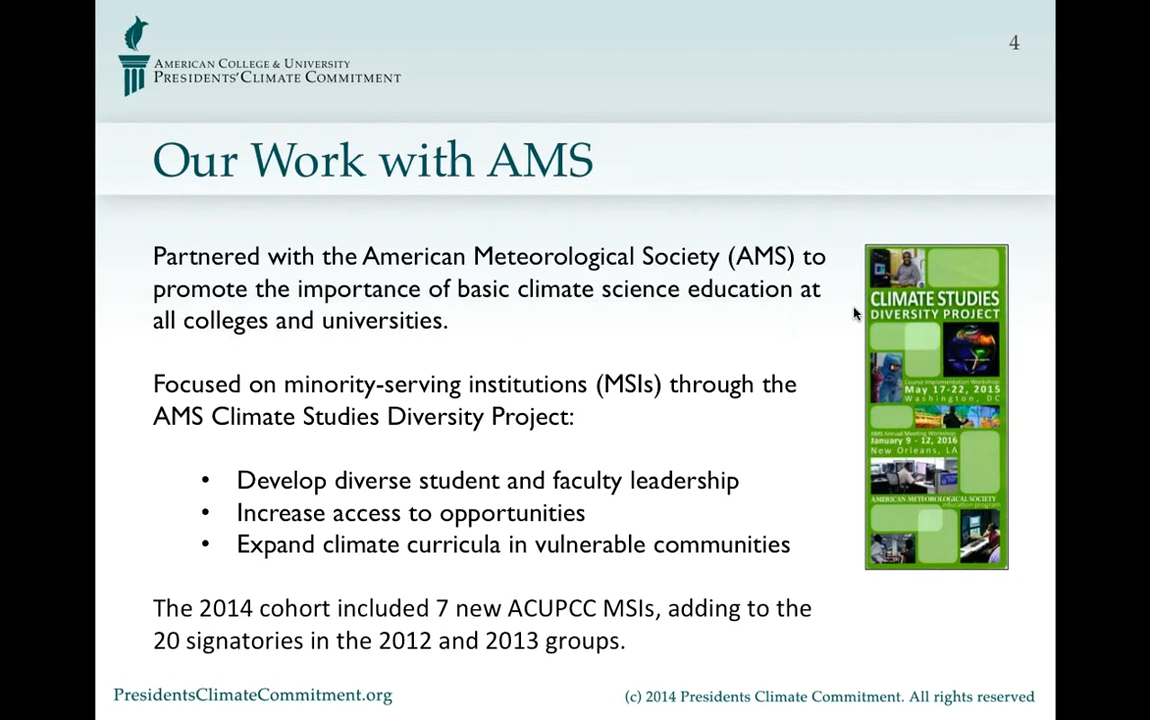 AMERICAN COLLEGE & UNIVERSITY
PRESIDENTS' CLIMATE COMMITMENT
4
Our Work with AMS
Partnered with the American Meteorological Society (AMS) to
promote the importance of basic climate science education at
all colleges and universities.
Focused on minority-serving institutions (MSIs) through the
AMS Climate Studies Diversity Project:
• Develop diverse student and faculty leadership
• Increase access to opportunities
• Expand climate curricula in vulnerable communities
The 2014 cohort included 7 new ACUPCC MSIs, adding to the
20 signatories in the 2012 and 2013 groups.
CLIMATE STUDIES
DIVERSITY PROJECT
Course Implementation Workshop
May 17-22, 2015
Washington, DC
AMS Annual Meeting Workshop
January 9 - 12, 2016
New Orleans, LA
AMERICAN METEOROLOGICAL SOCIETY
education program
PresidentsClimateCommitment.org
(c) 2014 Presidents Climate Commitment. All rights reserved